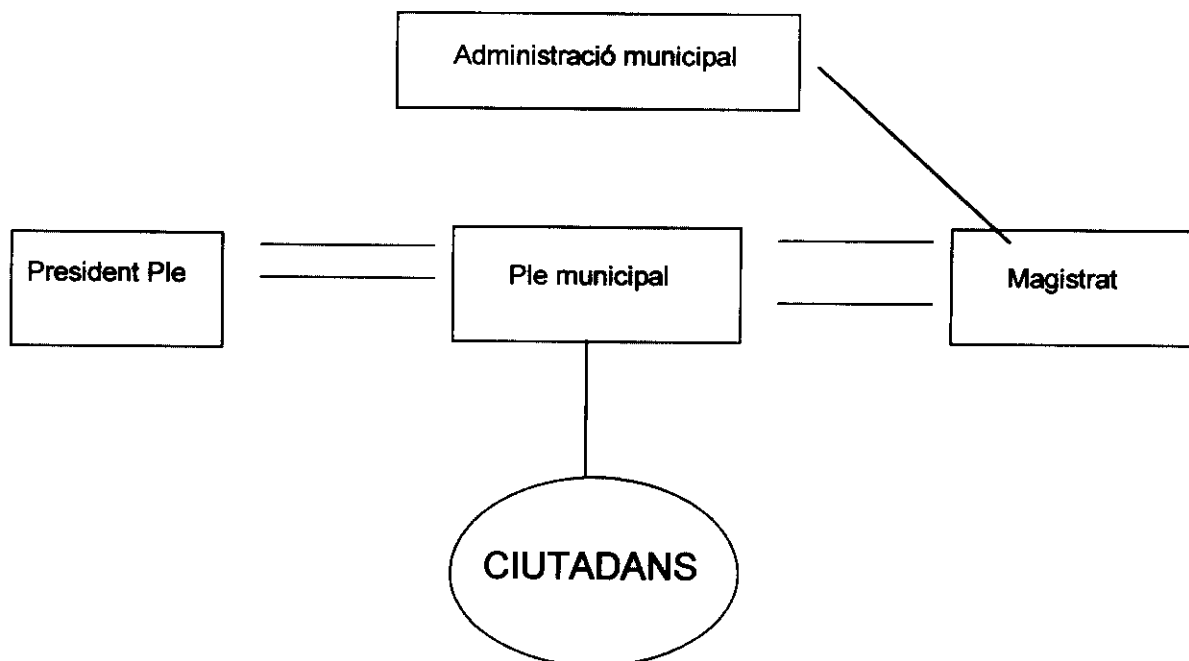 Administració municipal
President Ple
Ple municipal
Magistrat
CIUTADANS